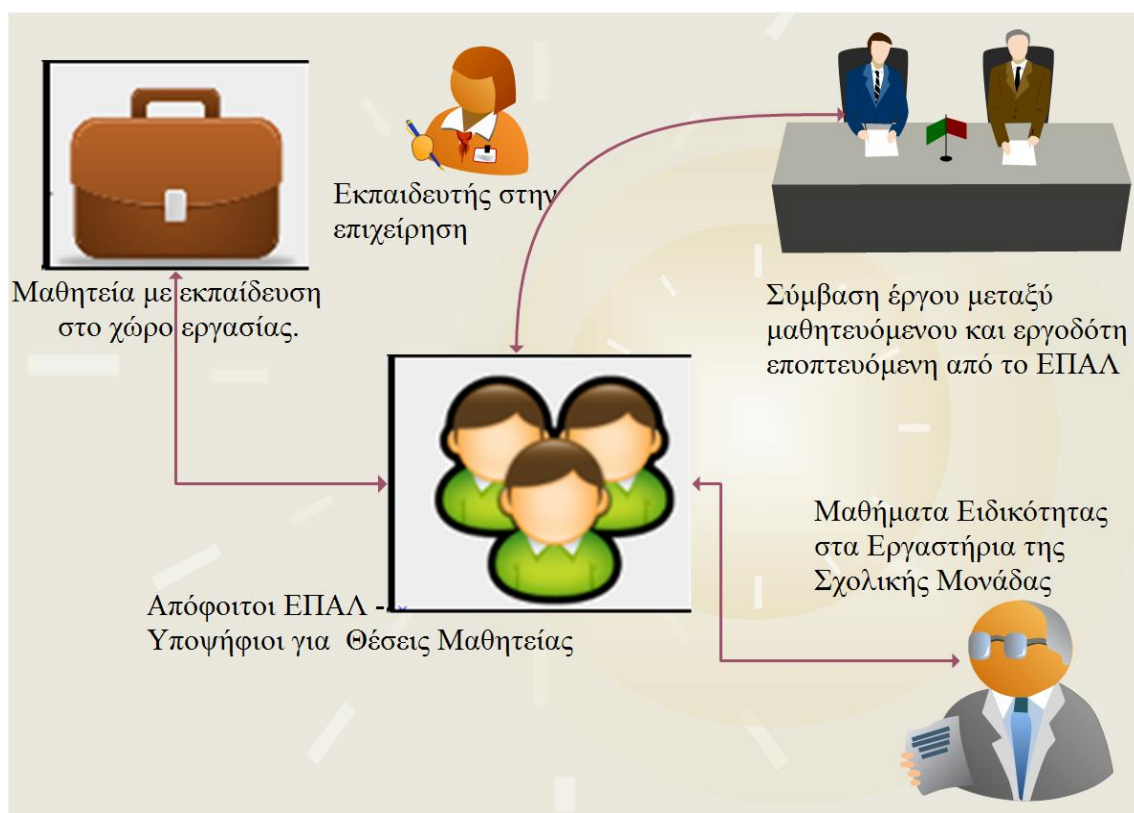 Εκπαιδευτής στην
επιχείρηση
Μαθητεία με εκπαίδευση
στο χώρο εργασίας.
Σύμβαση έργου μεταξύ
μαθητευόμενου και εργοδότη
εποπτευόμενη από το ΕΠΑΛ
Μαθήματα Ειδικότητας
στα Εργαστήρια της
Σχολικής Μονάδας
Απόφοιτοι ΕΠΑΛ -
Υποψήφιοι για Θέσεις Μαθητείας